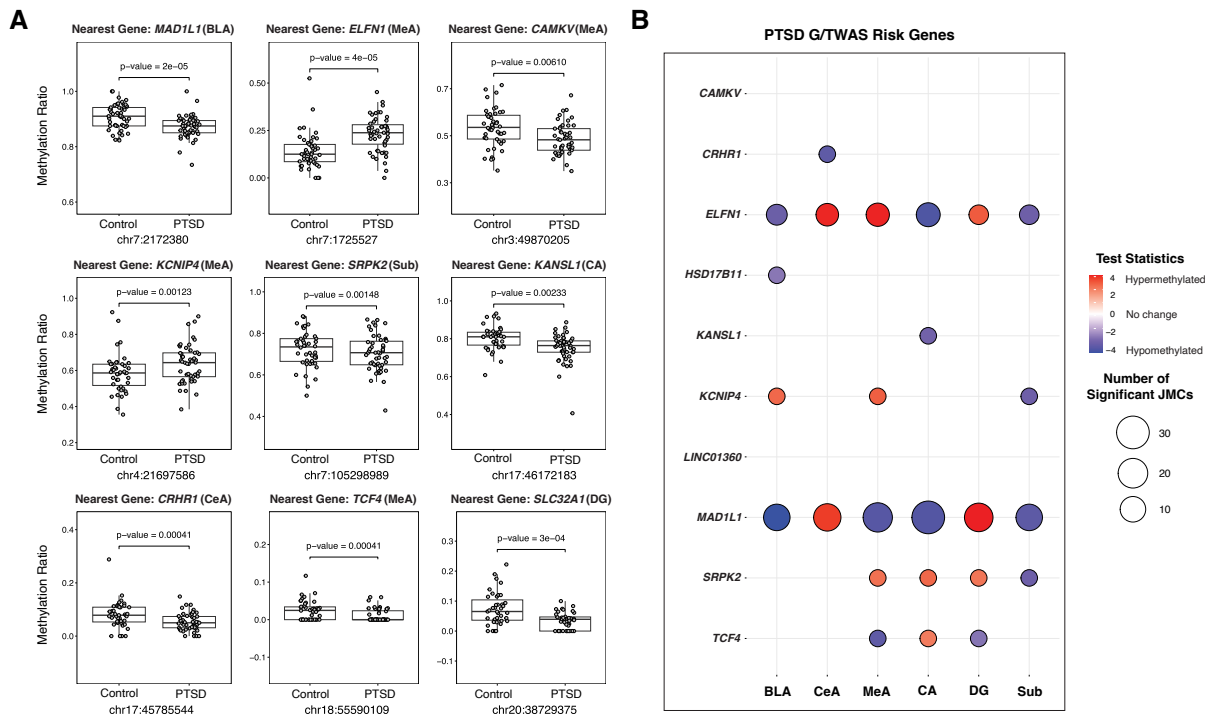 A
Nearest Gene: MAD1L1 (BLA)
p-value = 2e-05
Methylation Ratio
1.0
0.8
0.6
Control
PTSD
chr7:2172380
Nearest Gene: ELFN1 (MeA)
p-value = 4e-05
0.50
0.25
0.00
Control
PTSD
chr7:1725527
Nearest Gene: CAMKV (MeA)
p-value = 0.00610
0.7
0.5
0.3
Control
PTSD
chr3:49870205
Nearest Gene: KCNIP4 (MeA)
p-value = 0.00123
Methylation Ratio
1.0
0.8
0.6
0.4
0.2
Control
PTSD
chr4:21697586
Nearest Gene: SRPK2 (Sub)
p-value = 0.00148
1.0
0.8
0.6
0.4
Control
PTSD
chr7:105298989
Nearest Gene: KANSL1 (CA)
p-value = 0.00233
1.0
0.8
0.6
0.4
Control
PTSD
chr17:46172183
Nearest Gene: CRHR1 (CeA)
p-value = 0.00041
Methylation Ratio
0.4
0.2
0.0
Control
PTSD
chr17:45785544
Nearest Gene: TCF4 (MeA)
p-value = 0.00041
0.2
0.1
0.0
−0.1
Control
PTSD
chr18:55590109
Nearest Gene: SLC32A1 (DG)
p-value = 3e-04
0.2
0.1
0.0
−0.1
Control
PTSD
chr20:38729375
B
PTSD G/TWAS Risk Genes
CAMKV
CRHR1
ELFN1
HSD17B11
KANSL1
KCNIP4
LINC01360
MAD1L1
SRPK2
TCF4
BLA
CeA
MeA
CA
DG
Sub
Test Statistics
4
2
0
−2
−4
Hypermethylated
No change
Hypomethylated
Number of
Significant JMCs
30
20
10